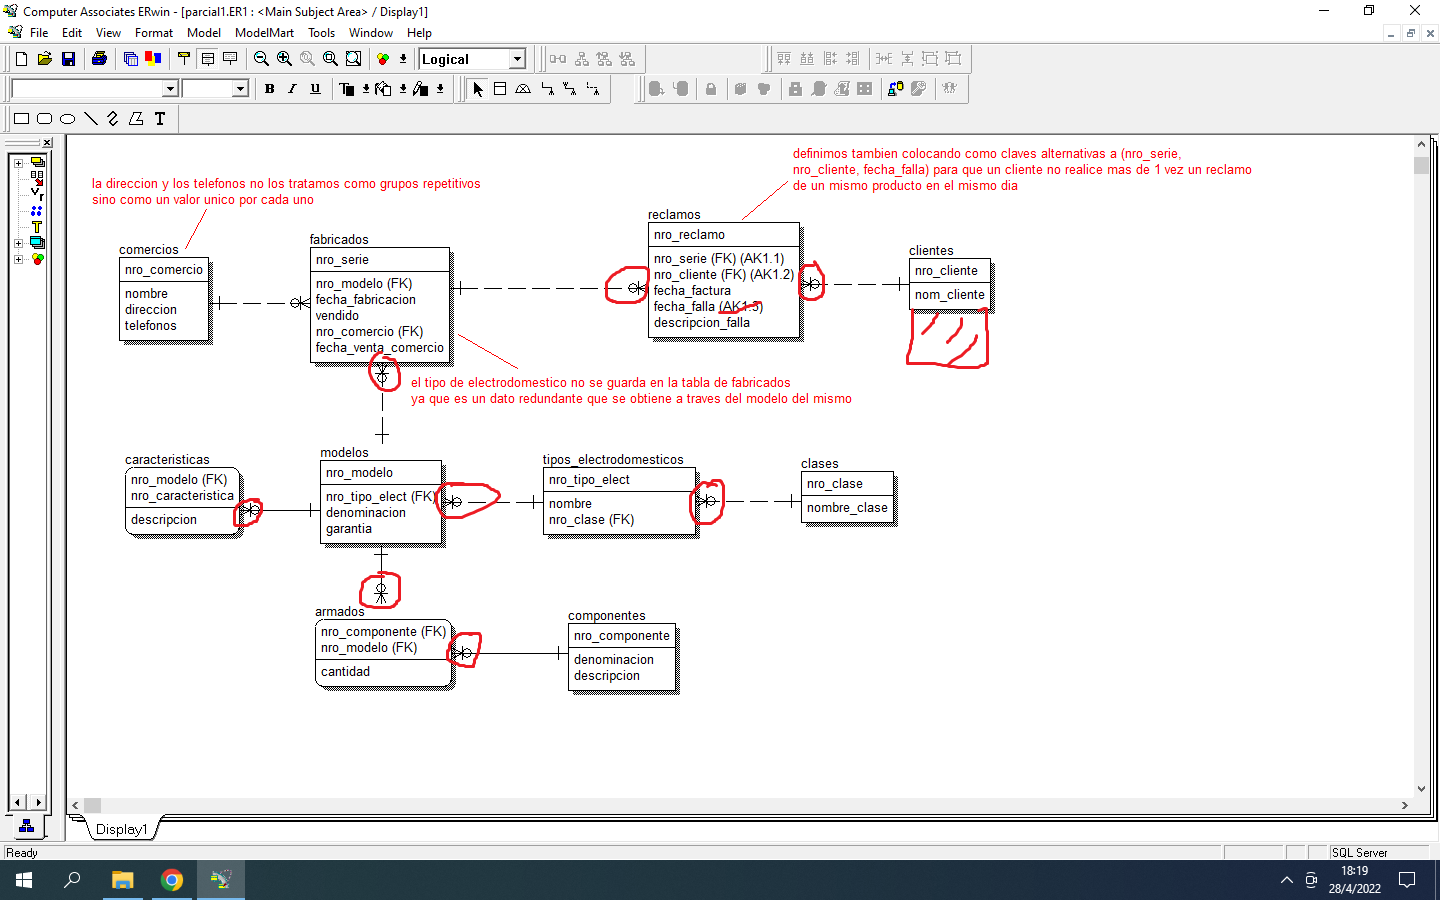 Computer Associates ERwin - [parcial1.ER1 : <Main Subject Area> / Display1]
File Edit View Format Model ModelMart Tools Window Help
Logical
B I U
T
definimos tambien colocando como claves alternativas a (nro_serie,
nro_cliente, fecha_falla) para que un cliente no realice mas de 1 vez un reclamo
de un mismo producto en el mismo dia
la direccion y los telefonos no los tratamos como grupos repetitivos
sino como un valor unico por cada uno
comercios
nro_comercio
nombre
direccion
telefonos
fabricados
nro_serie
nro_modelo (FK)
fecha_fabricacion
vendido
nro_comercio (FK)
fecha_venta_comercio
reclamos
nro_reclamo
nro_serie (FK) (AK1.1)
nro_cliente (FK) (AK1.2)
fecha_factura
fecha_falla (AK1.3)
descripcion_falla
clientes
nro_cliente
nom_cliente
el tipo de electrodomestico no se guarda en la tabla de fabricados
ya que es un dato redundante que se obtiene a traves del modelo del mismo
caracteristicas
nro_modelo (FK)
nro_caracteristica
descripcion
modelos
nro_modelo
nro_tipo_elect (FK)
denominacion
garantia
tipos_electrodomesticos
nro_tipo_elect
nombre
nro_clase (FK)
clases
nro_clase
nombre_clase
armados
nro_componente (FK)
nro_modelo (FK)
cantidad
componentes
nro_componente
denominacion
descripcion
Display1
Ready
SQL Server
18:19
28/4/2022